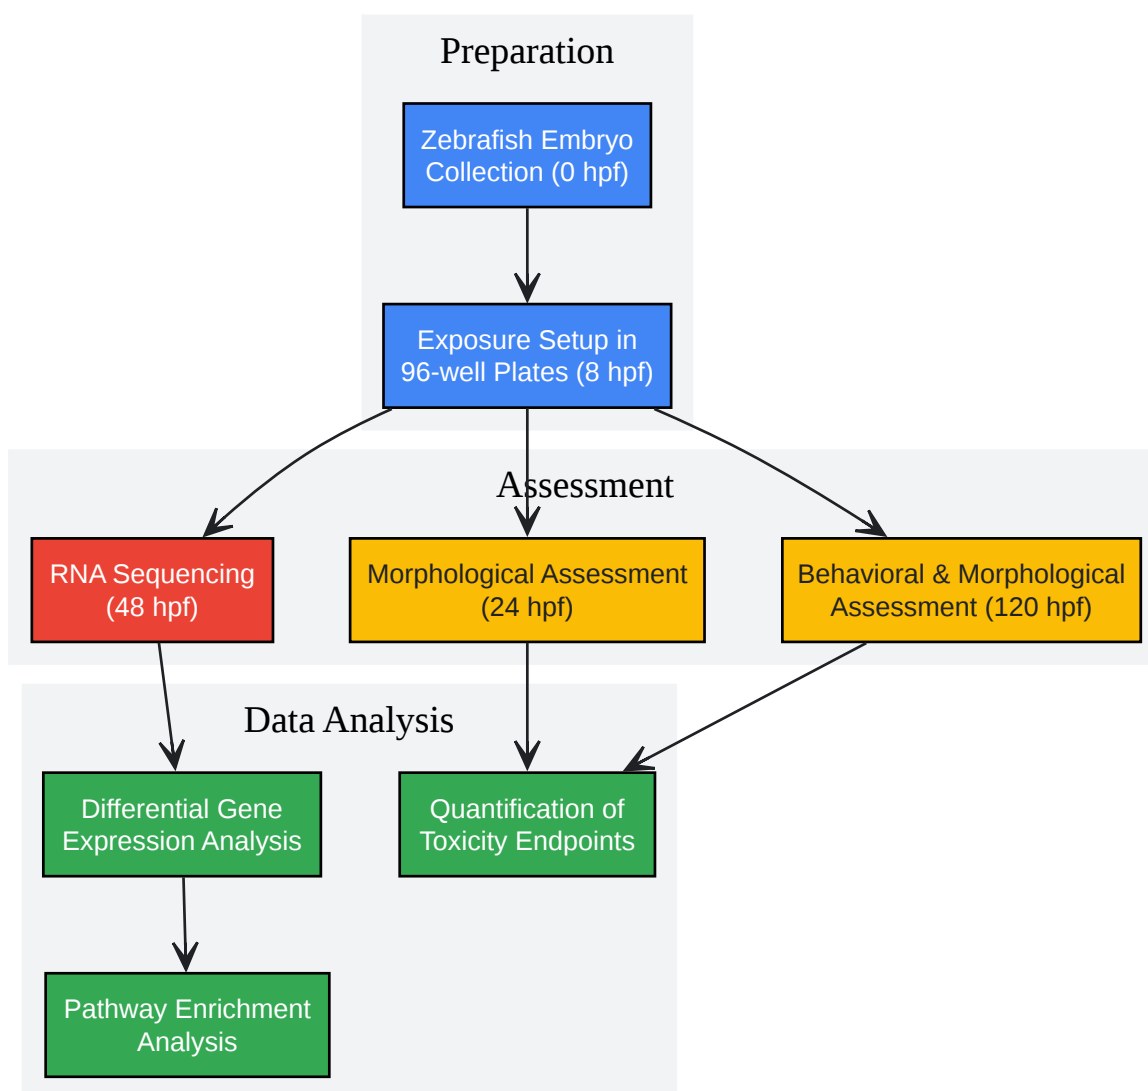 Preparation
Zebrafish Embryo
Collection (0 hpf)
Exposure Setup in
96-well Plates (8 hpf)
Assessment
RNA Sequencing
(48 hpf)
Morphological Assessment
(24 hpf)
Behavioral & Morphological
Assessment (120 hpf)
Data Analysis
Differential Gene
Expression Analysis
Quantification of
Toxicity Endpoints
Pathway Enrichment
Analysis